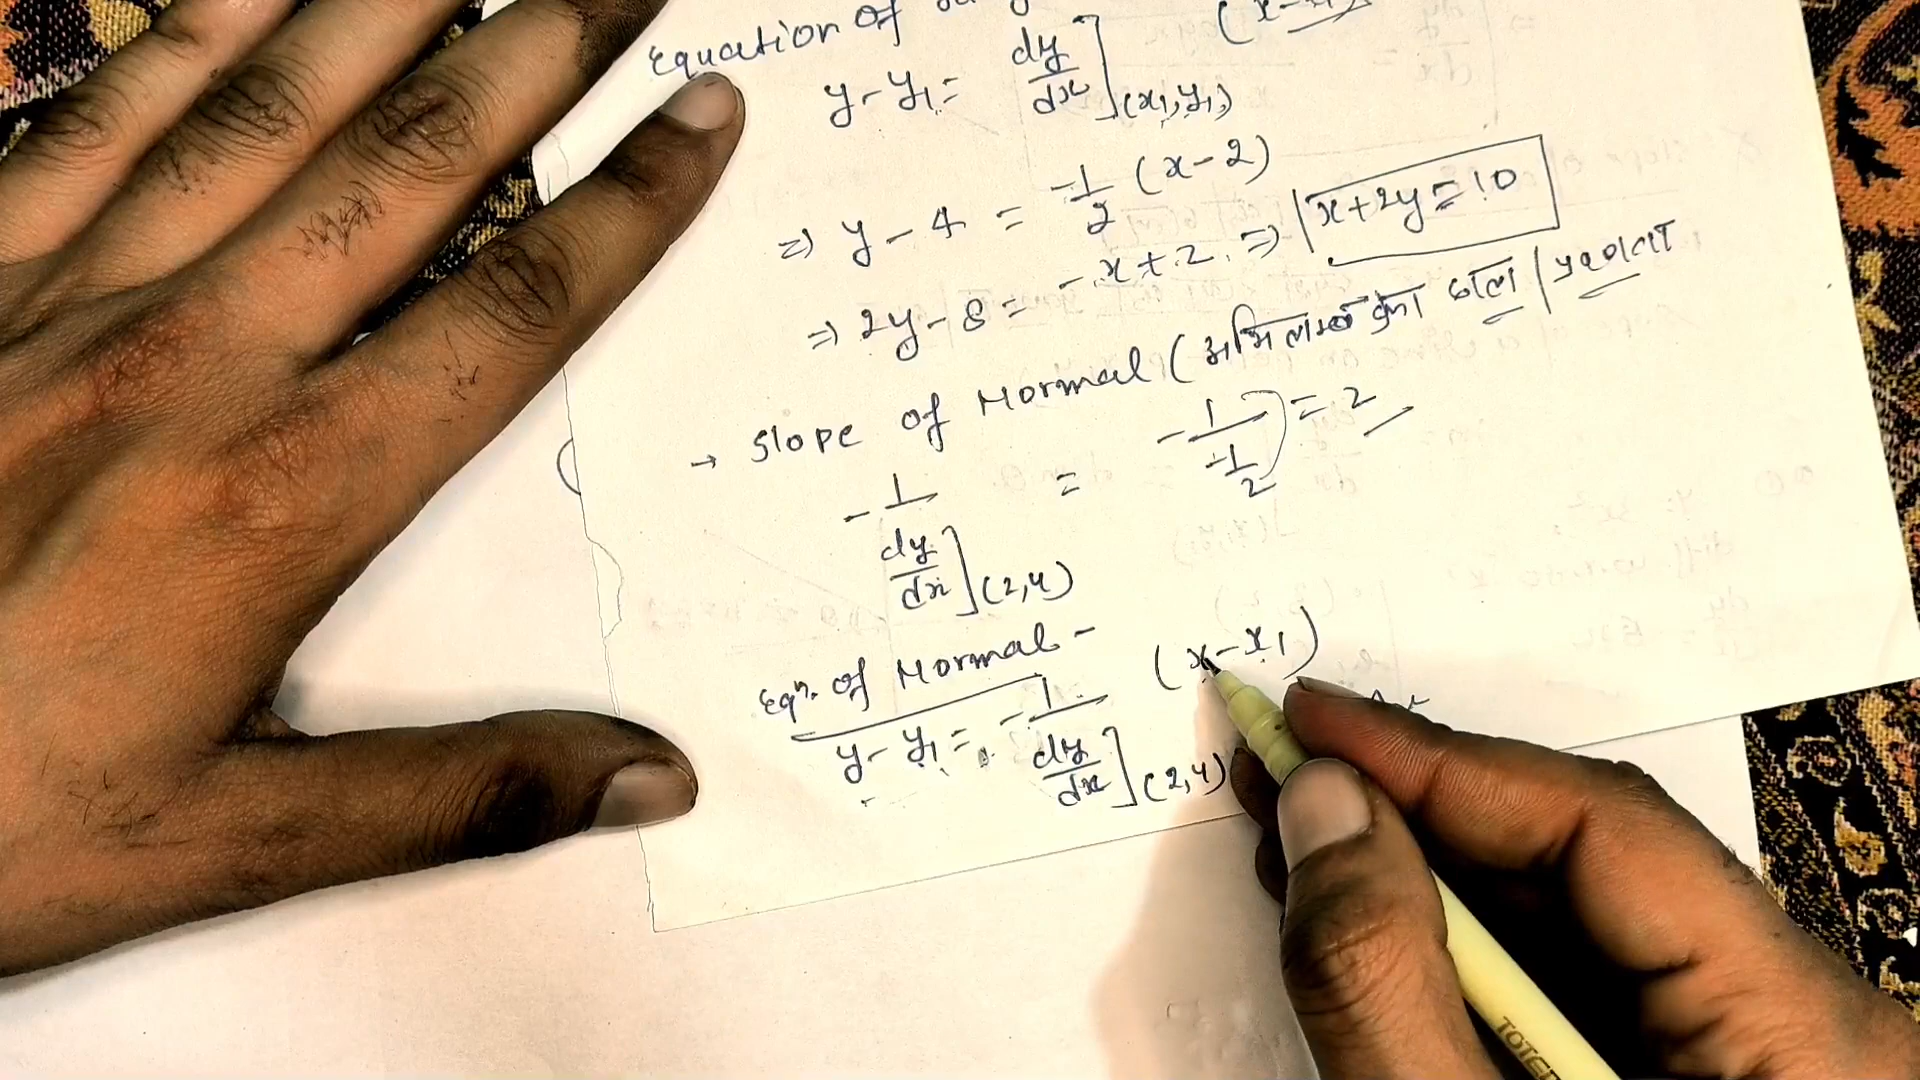 Equation of
y - y₁ = dy/dx](x₁, y₁) (x - x₁)
⇒ y - 4 = -1/2 (x - 2)
⇒ 2y - 8 = -x + 2 ⇒ x + 2y = 10
→ Slope of Normal (अभिलम्ब का ढाल / प्रवणता
-1/(dy/dx](2,4)) = -1/(-1/2) = 2
Eqⁿ. of Normal -
y - y₁ = -1/(dy/dx](2,4)) (x - x₁)
TOTEM